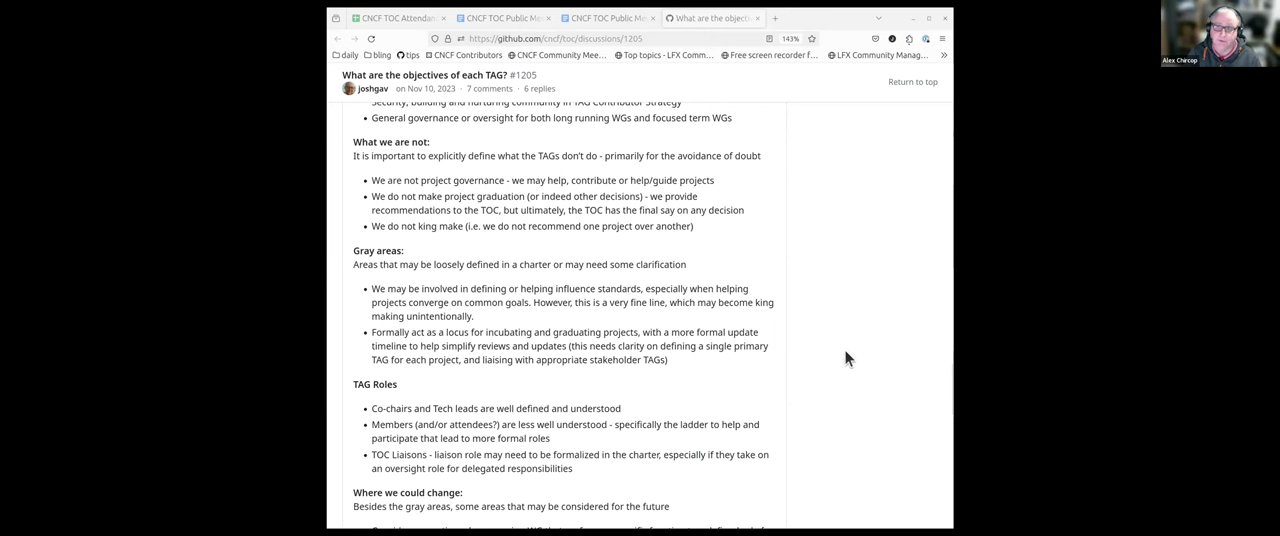 CNCF TOC Attendanc
CNCF TOC Public Me
CNCF TOC Public Me
What are the objectiv
https://github.com/cncf/toc/discussions/1205
143%
daily
bling
tips
CNCF Contributors
CNCF Community Mee...
Top topics - LFX Comm...
Free screen recorder f...
LFX Community Manag...
What are the objectives of each TAG? #1205
joshgav on Nov 10, 2023 · 7 comments · 6 replies
Return to top
Security, building and nurturing community in TAG Contributor Strategy
• General governance or oversight for both long running WGs and focused term WGs
What we are not:
It is important to explicitly define what the TAGs don't do - primarily for the avoidance of doubt
• We are not project governance - we may help, contribute or help/guide projects
• We do not make project graduation (or indeed other decisions) - we provide
recommendations to the TOC, but ultimately, the TOC has the final say on any decision
• We do not king make (i.e. we do not recommend one project over another)
Gray areas:
Areas that may be loosely defined in a charter or may need some clarification
• We may be involved in defining or helping influence standards, especially when helping
projects converge on common goals. However, this is a very fine line, which may become king
making unintentionally.
• Formally act as a locus for incubating and graduating projects, with a more formal update
timeline to help simplify reviews and updates (this needs clarity on defining a single primary
TAG for each project, and liaising with appropriate stakeholder TAGs)
TAG Roles
• Co-chairs and Tech leads are well defined and understood
• Members (and/or attendees?) are less well understood - specifically the ladder to help and
participate that lead to more formal roles
• TOC Liaisons - liaison role may need to be formalized in the charter, especially if they take on
an oversight role for delegated responsibilities
Where we could change:
Besides the gray areas, some areas that may be considered for the future
Alex Chircop